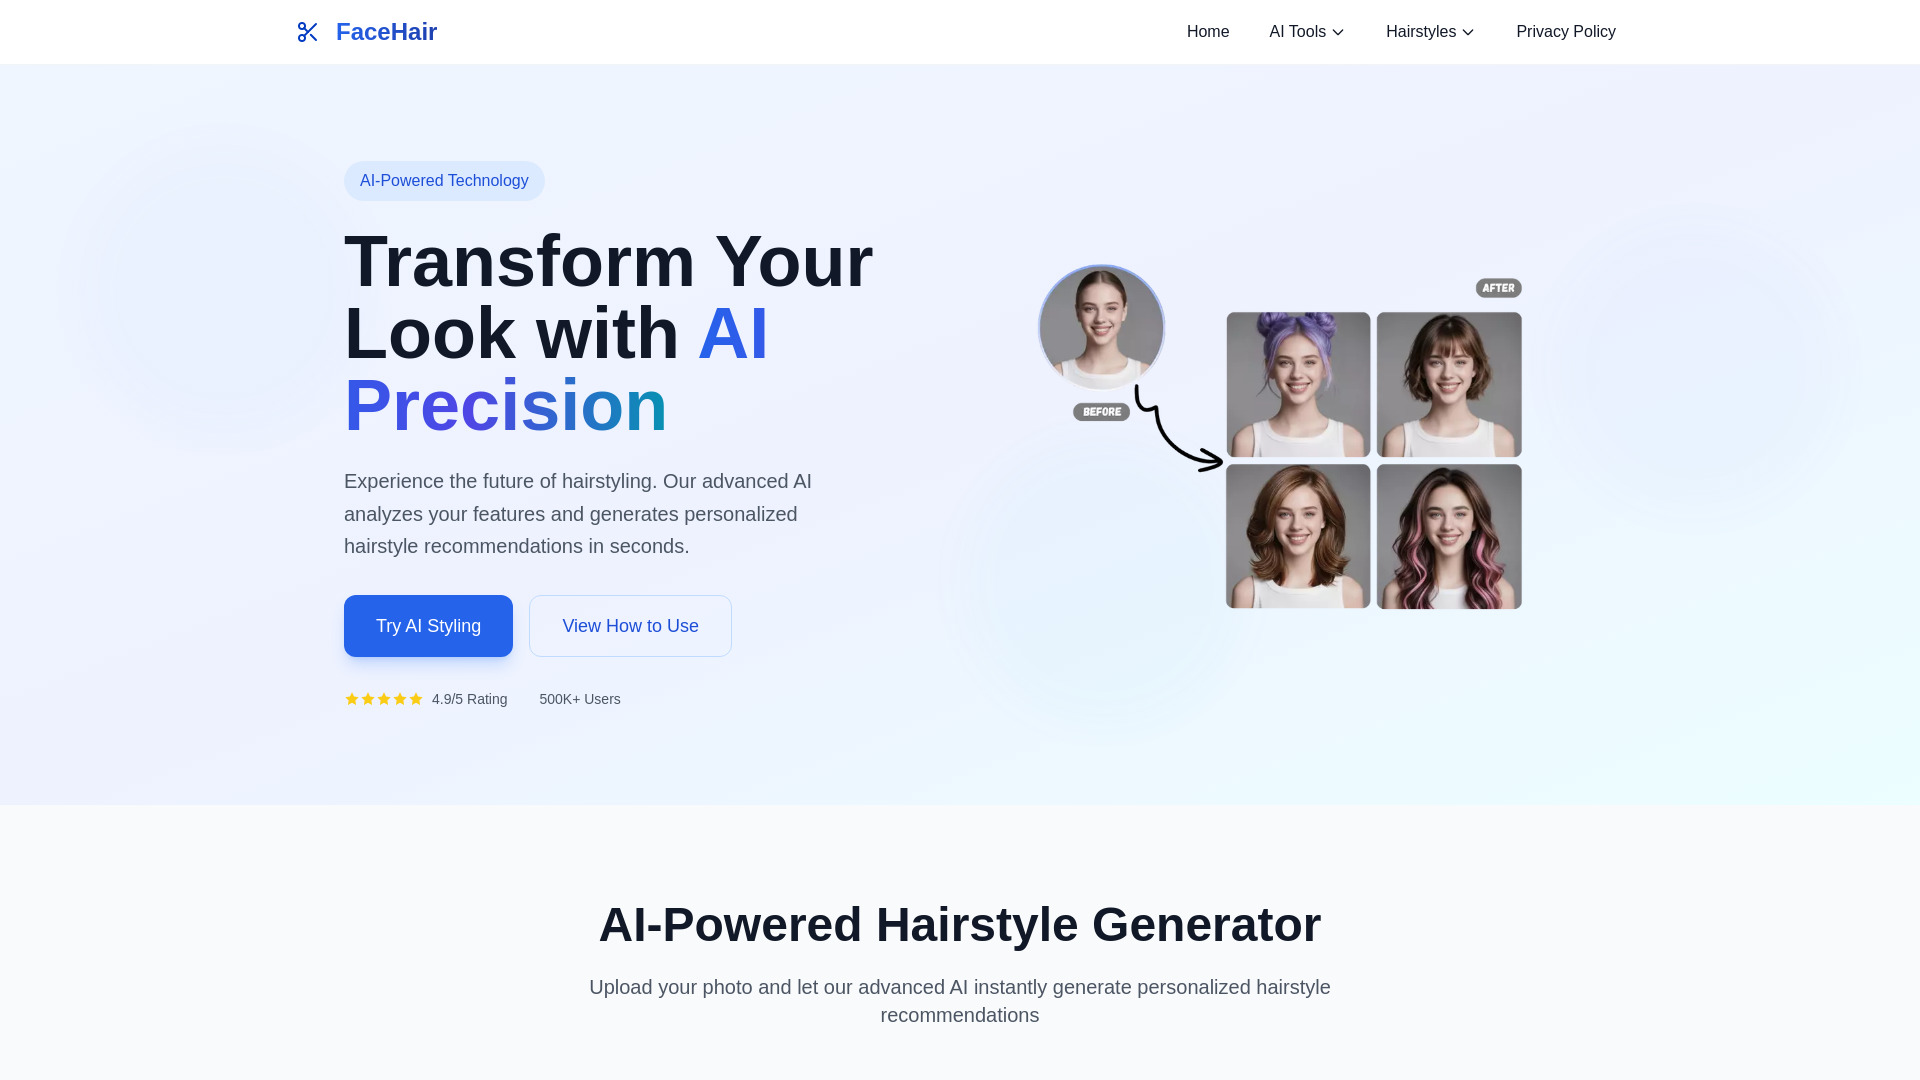 FaceHair
Home
AI Tools
Hairstyles
Privacy Policy
AI-Powered Technology
Transform Your
Look with AI
Precision
Experience the future of hairstyling. Our advanced AI
analyzes your features and generates personalized
hairstyle recommendations in seconds.
Try AI Styling
View How to Use
4.9/5 Rating
500K+ Users
BEFORE
AFTER
AI-Powered Hairstyle Generator
Upload your photo and let our advanced AI instantly generate personalized hairstyle
recommendations